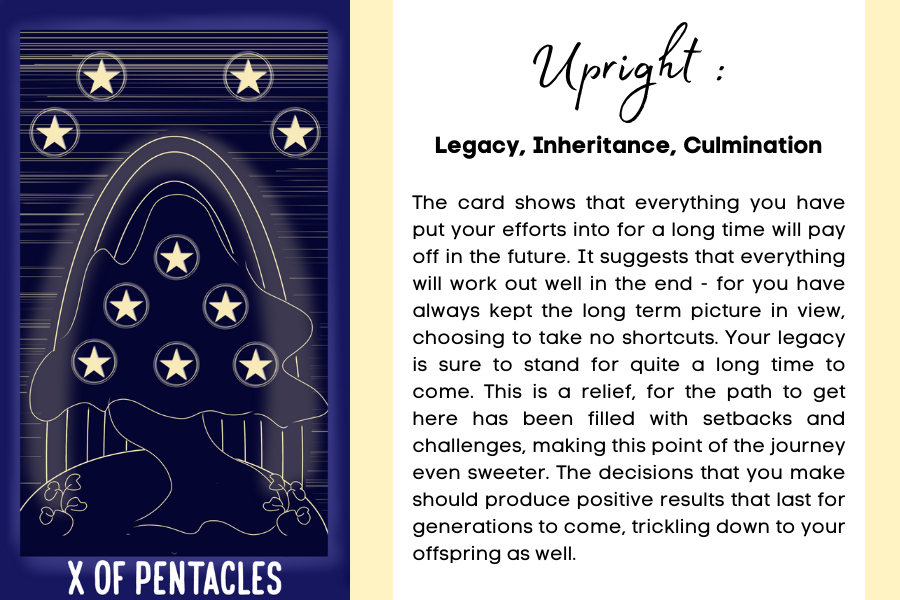 X OF PENTACLES
Upright :
Legacy, Inheritance, Culmination
The card shows that everything you have
put your efforts into for a long time will pay
off in the future. It suggests that everything
will work out well in the end - for you have
always kept the long term picture in view,
choosing to take no shortcuts. Your legacy
is sure to stand for quite a long time to
come. This is a relief, for the path to get
here has been filled with setbacks and
challenges, making this point of the journey
even sweeter. The decisions that you make
should produce positive results that last for
generations to come, trickling down to your
offspring as well.